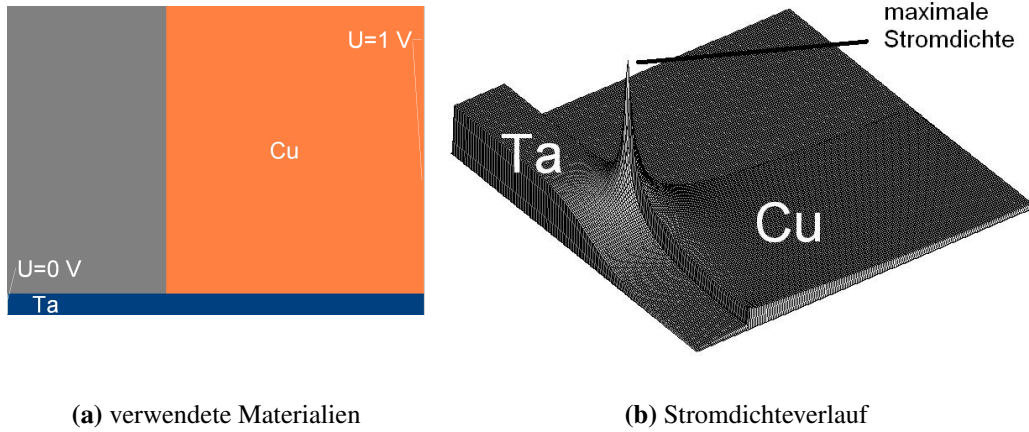 U=1 V
Cu
U=0 V
Ta
maximale
Stromdichte
Ta
Cu
(a) verwendete Materialien
(b) Stromdichteverlauf